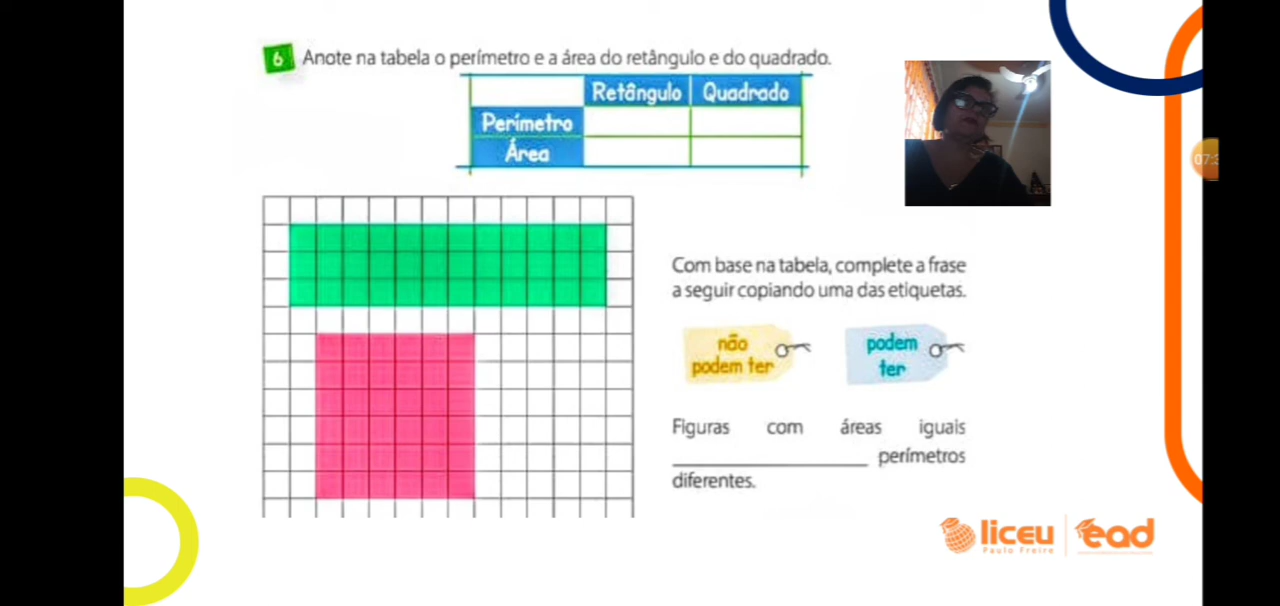 6 Anote na tabela o perímetro e a área do retângulo e do quadrado.
Retângulo Quadrado
Perímetro
Área
Com base na tabela, complete a frase
a seguir copiando uma das etiquetas.
não
podem ter
podem
ter
Figuras com áreas iguais
perímetros
diferentes.
liceu
Paulo Freire
ead